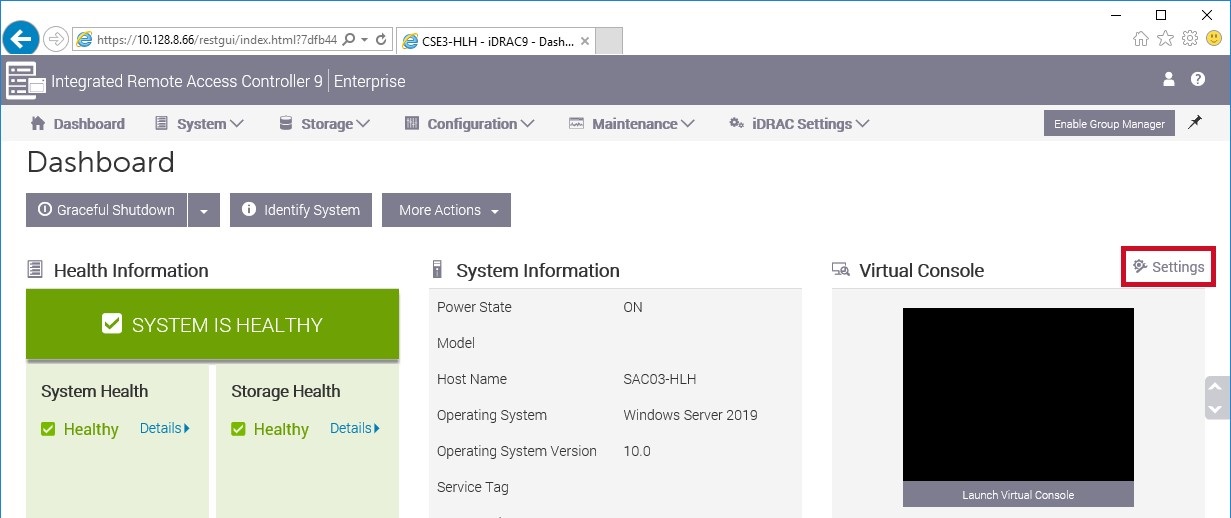 https://10.128.8.66/restgui/index.html?7dfb44
CSE3-HLH - iDRAC9 - Dash...
Integrated Remote Access Controller 9 | Enterprise
Dashboard
System
Storage
Configuration
Maintenance
iDRAC Settings
Enable Group Manager
Dashboard
Graceful Shutdown
Identify System
More Actions
Health Information
SYSTEM IS HEALTHY
System Health
Healthy
Details
Storage Health
Healthy
Details
System Information
Power State ON
Model
Host Name SAC03-HLH
Operating System Windows Server 2019
Operating System Version 10.0
Service Tag
Virtual Console
Settings
Launch Virtual Console